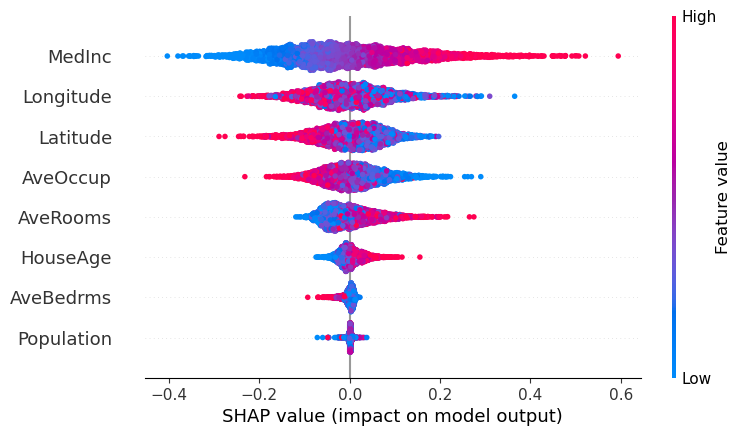 High
MedInc
Longitude
Latitude
AveOccup
AveRooms
HouseAge
AveBedrms
Population
Feature value
Low
−0.4 −0.2 0.0 0.2 0.4 0.6
SHAP value (impact on model output)